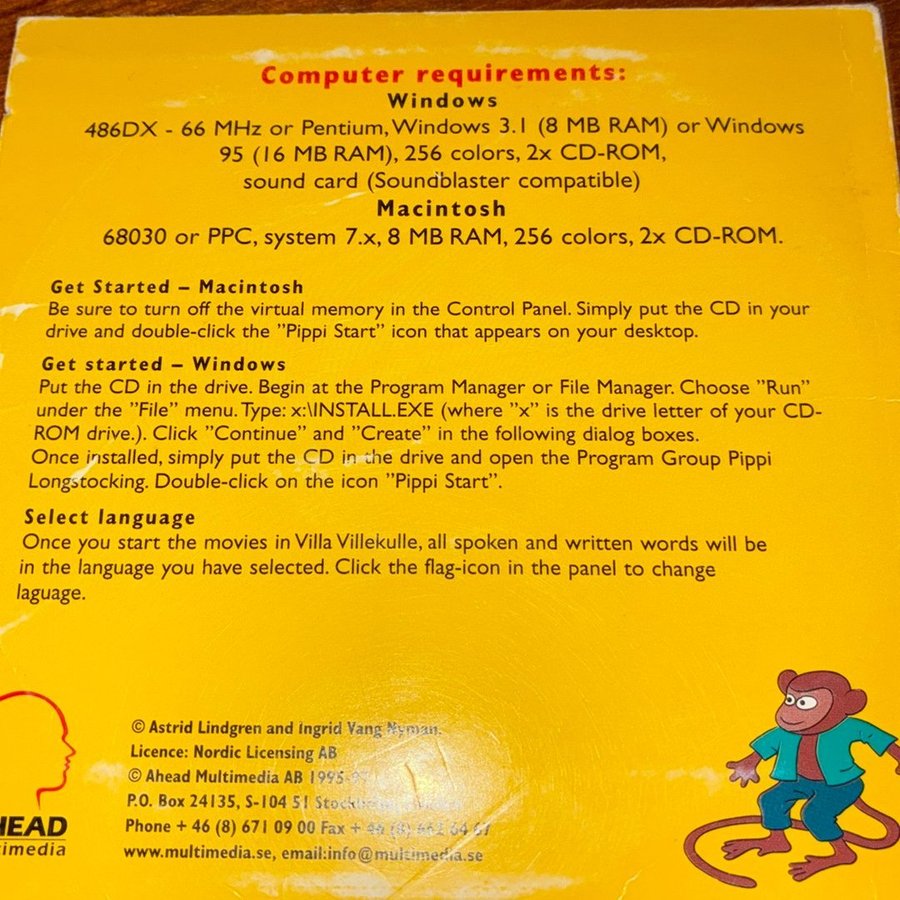 Computer requirements:
Windows
486DX - 66 MHz or Pentium, Windows 3.1 (8 MB RAM) or Windows
95 (16 MB RAM), 256 colors, 2x CD-ROM,
sound card (Soundblaster compatible)
Macintosh
68030 or PPC, system 7.x, 8 MB RAM, 256 colors, 2x CD-ROM.
Get Started – Macintosh
Be sure to turn off the virtual memory in the Control Panel. Simply put the CD in your
drive and double-click the ”Pippi Start” icon that appears on your desktop.
Get started – Windows
Put the CD in the drive. Begin at the Program Manager or File Manager. Choose ”Run”
under the ”File” menu. Type: x:\INSTALL.EXE (where ”x” is the drive letter of your CD-
ROM drive.). Click ”Continue” and ”Create” in the following dialog boxes.
Once installed, simply put the CD in the drive and open the Program Group Pippi
Longstocking. Double-click on the icon ”Pippi Start”.
Select language
Once you start the movies in Villa Villekulle, all spoken and written words will be
in the language you have selected. Click the flag-icon in the panel to change
laguage.
© Astrid Lindgren and Ingrid Vang Nyman.
Licence: Nordic Licensing AB
© Ahead Multimedia AB 1995-
P.O. Box 24135, S-104 51 Stockholm,
Phone + 46 (8) 671 09 00 Fax + 46 (8) 662 64 67
www.multimedia.se, email:info@multimedia.se
HEAD
timedia